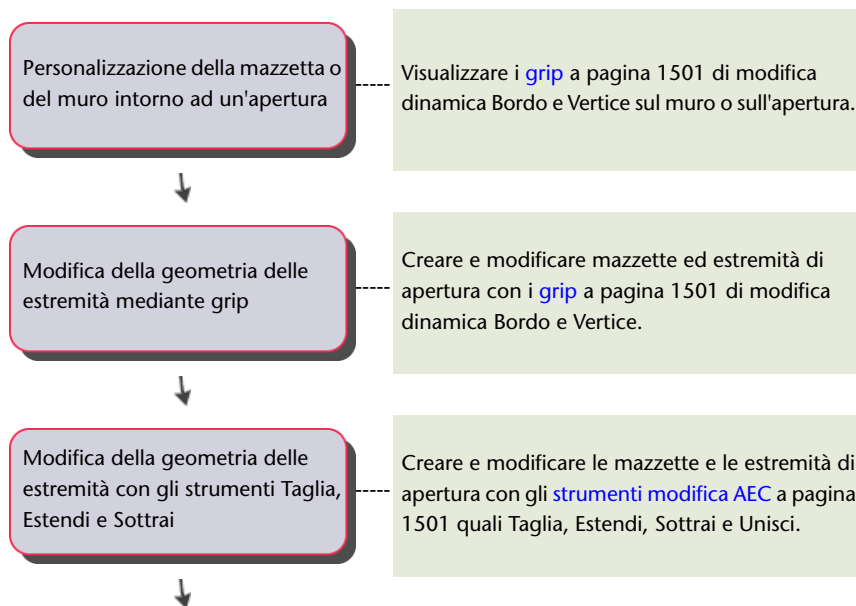 Personalizzazione della mazzetta o
del muro intorno ad un'apertura
Visualizzare i grip a pagina 1501 di modifica
dinamica Bordo e Vertice sul muro o sull'apertura.
Modifica della geometria delle
estremità mediante grip
Creare e modificare mazzette ed estremità di
apertura con i grip a pagina 1501 di modifica
dinamica Bordo e Vertice.
Modifica della geometria delle
estremità con gli strumenti Taglia,
Estendi e Sottrai
Creare e modificare le mazzette e le estremità di
apertura con gli strumenti modifica AEC a pagina
1501 quali Taglia, Estendi, Sottrai e Unisci.